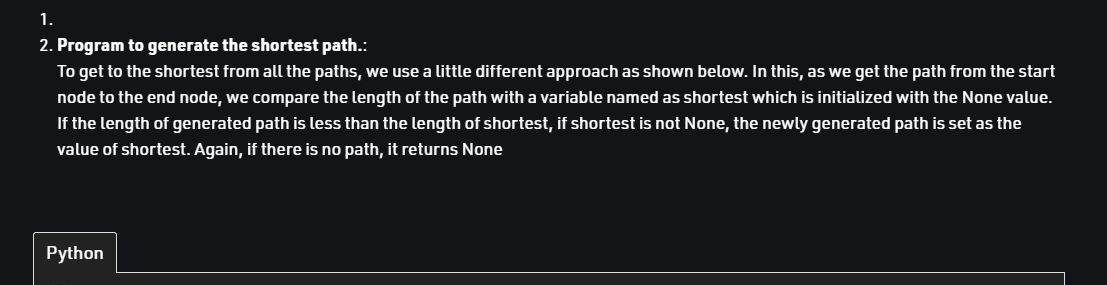 1.
2. Program to generate the shortest path.:
To get to the shortest from all the paths, we use a little different approach as shown below. In this, as we get the path from the start
node to the end node, we compare the length of the path with a variable named as shortest which is initialized with the None value.
If the length of generated path is less than the length of shortest, if shortest is not None, the newly generated path is set as the
value of shortest. Again, if there is no path, it returns None
Python